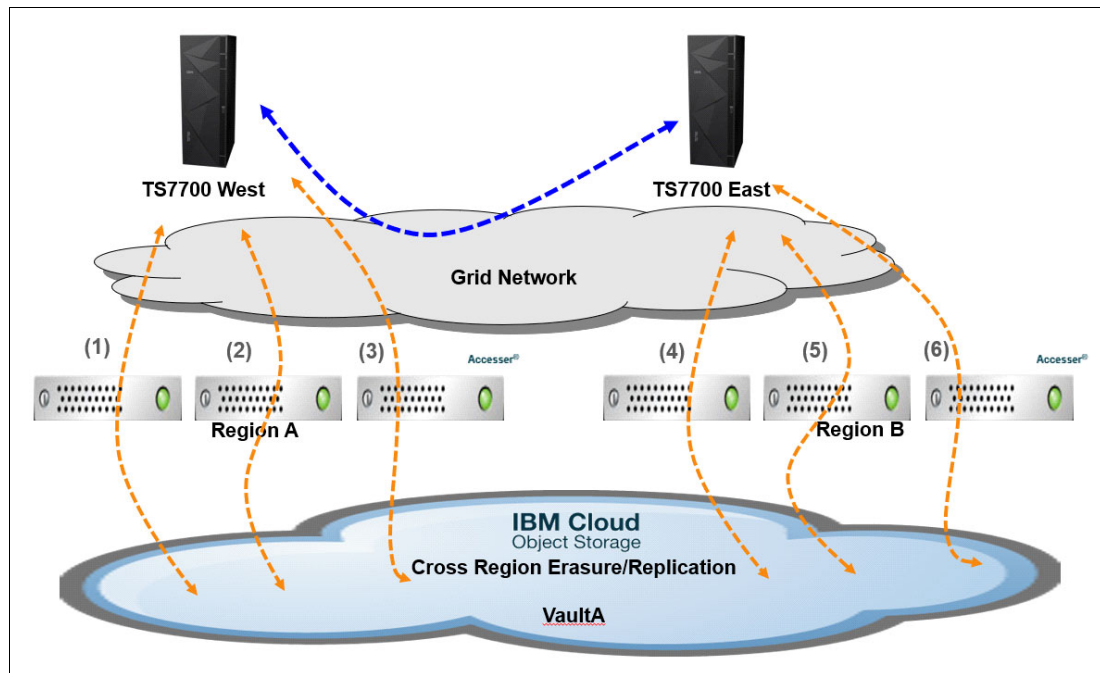 TS7700 West
TS7700 East
Grid Network
(1)
(2)
(3)
Accesser®
(4)
(5)
(6)
Accesser®
Region A
Region B
IBM Cloud
Object Storage
Cross Region Erasure/Replication
VaultA